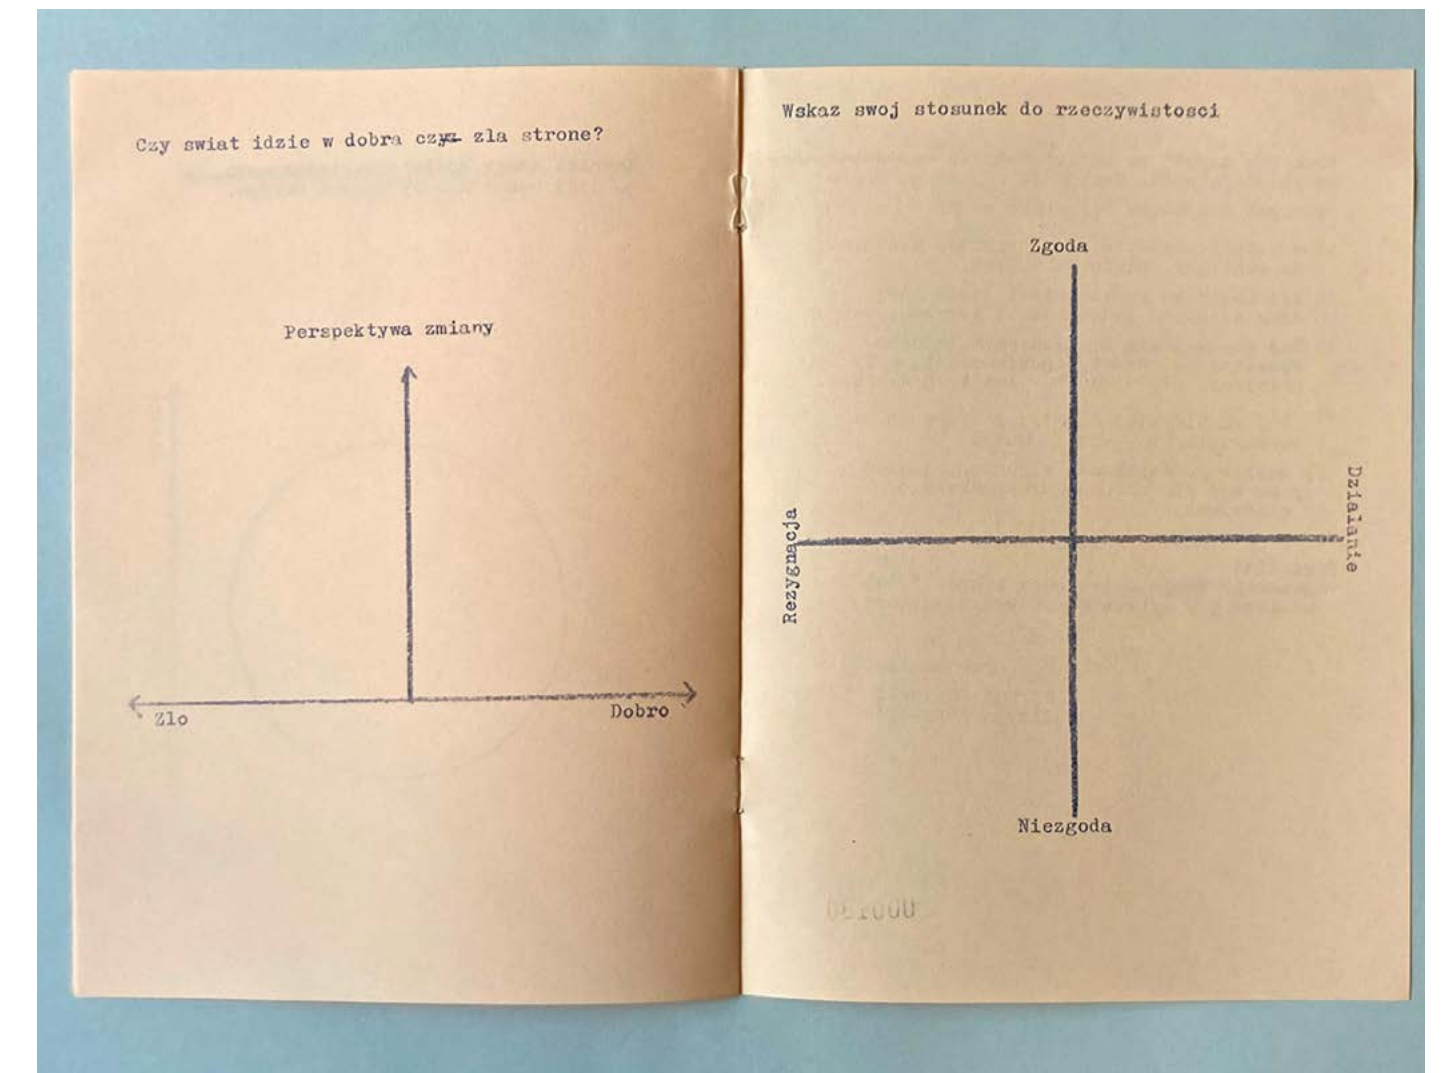 Czy swiat idzie w dobra czy zla strone?
Perspektywa zmiany
Zlo
Dobro
Wskaz swoj stosunek do rzeczywistosci
Zgoda
Rezygnacja
Dzialanie
Niezgoda